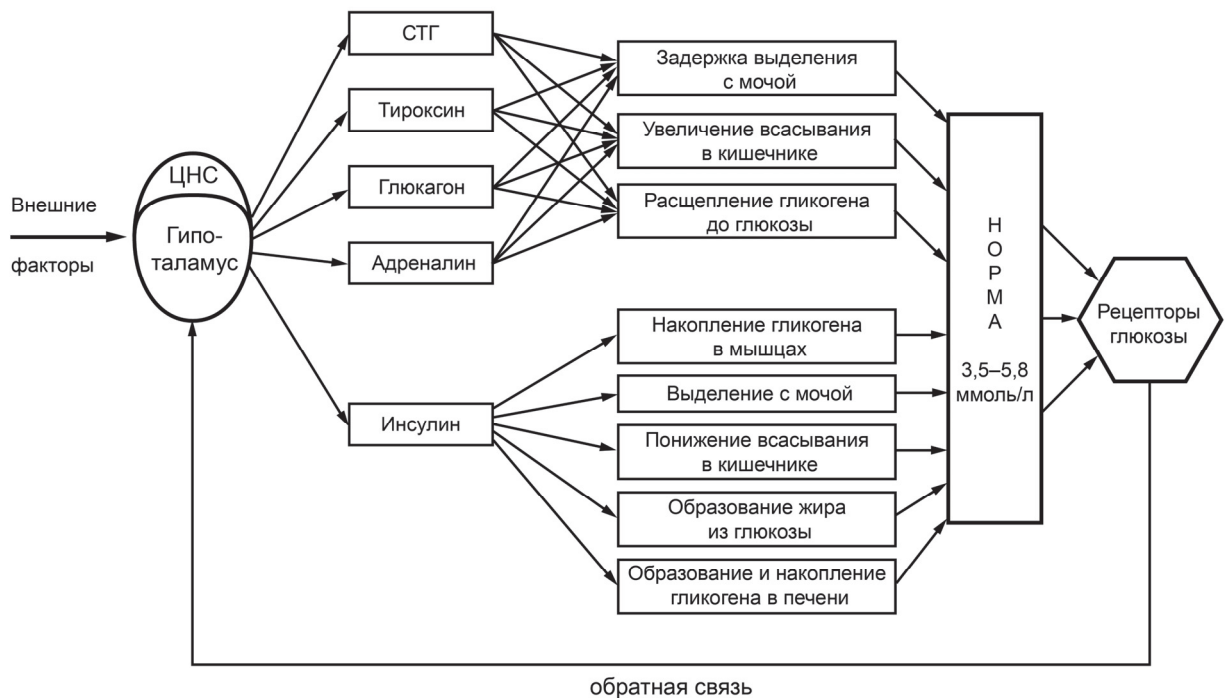 Внешние
факторы
ЦНС
Гипо-
таламус
СТГ
Тироксин
Глюкагон
Адреналин
Инсулин
Задержка выделения
с мочой
Увеличение всасывания
в кишечнике
Расщепление гликогена
до глюкозы
Накопление гликогена
в мышцах
Выделение с мочой
Понижение всасывания
в кишечнике
Образование жира
из глюкозы
Образование и накопление
гликогена в печени
НОРМА
3,5–5,8
ммоль/л
Рецепторы
глюкозы
обратная связь